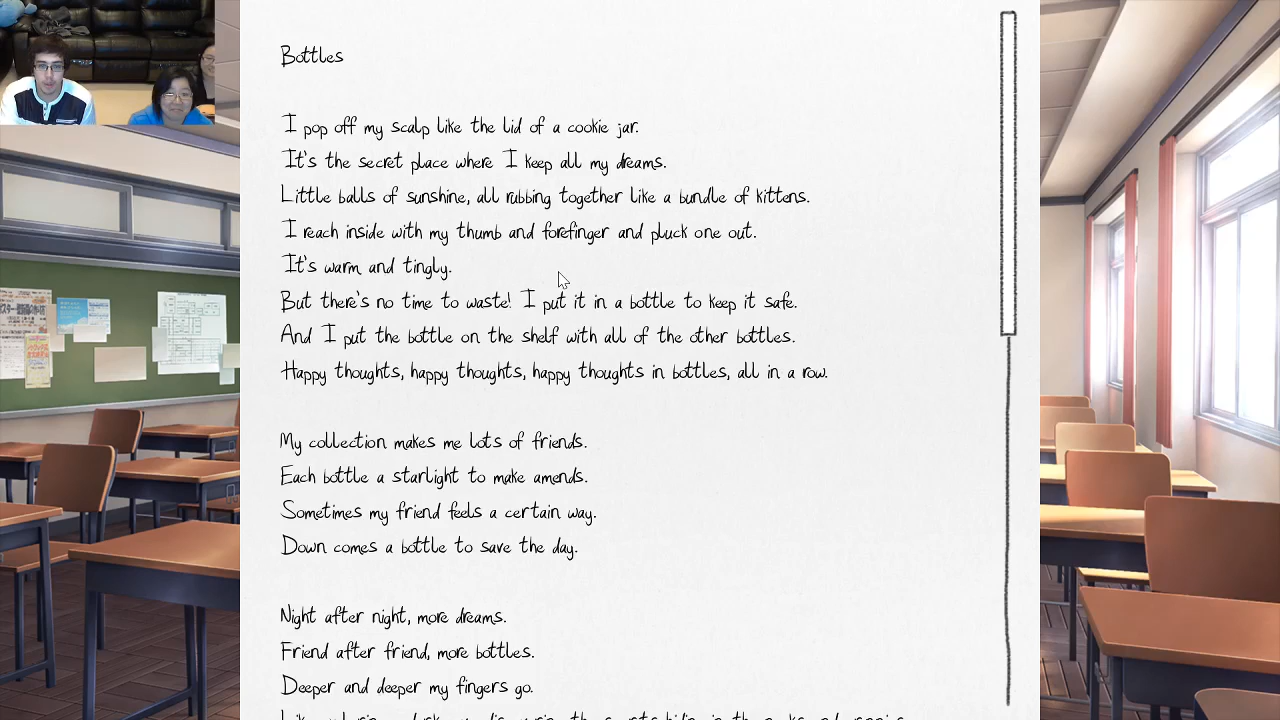 Bottles
I pop off my scalp like the lid of a cookie jar.
It's the secret place where I keep all my dreams.
Little balls of sunshine, all rubbing together like a bundle of kittens.
I reach inside with my thumb and forefinger and pluck one out.
It's warm and tingly.
But there's no time to waste! I put it in a bottle to keep it safe.
And I put the bottle on the shelf with all of the other bottles.
Happy thoughts, happy thoughts, happy thoughts in bottles, all in a row.
My collection makes me lots of friends.
Each bottle a starlight to make amends.
Sometimes my friend feels a certain way.
Down comes a bottle to save the day.
Night after night, more dreams.
Friend after friend, more bottles.
Deeper and deeper my fingers go.